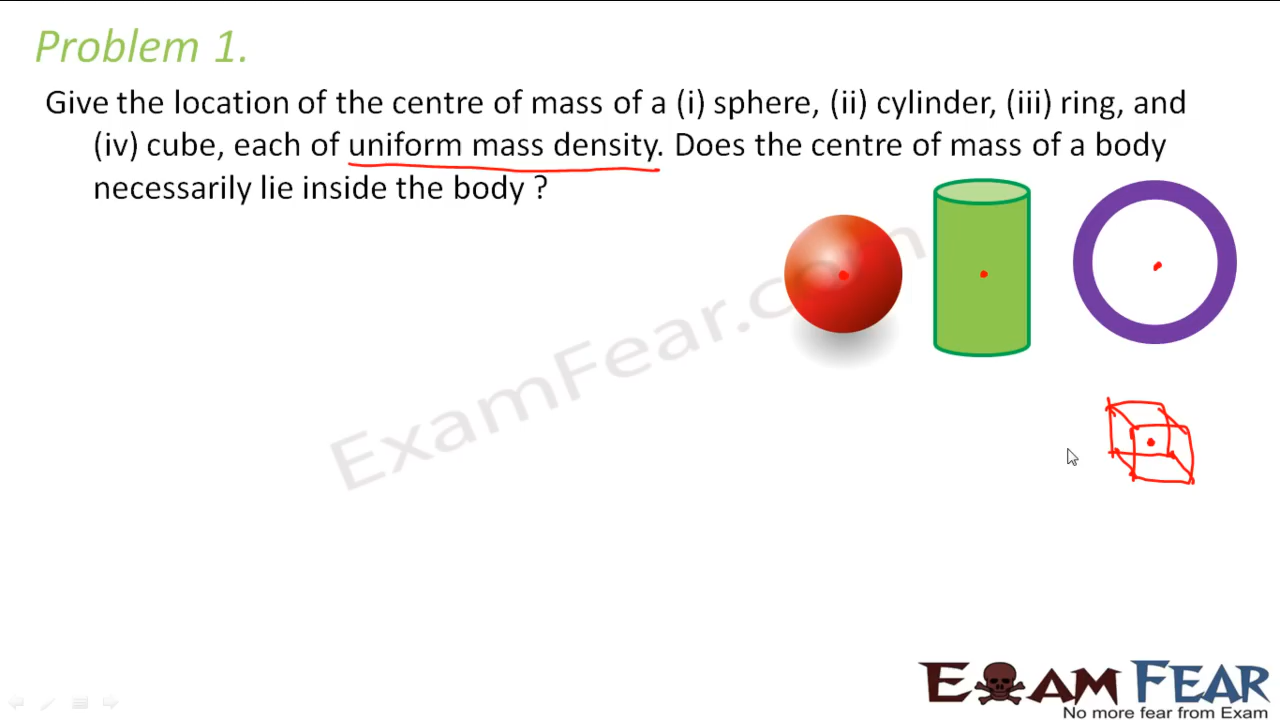 Problem 1.
Give the location of the centre of mass of a (i) sphere, (ii) cylinder, (iii) ring, and
(iv) cube, each of uniform mass density. Does the centre of mass of a body
necessarily lie inside the body ?
ExamFear.com
EXAM FEAR
No more fear from Exam